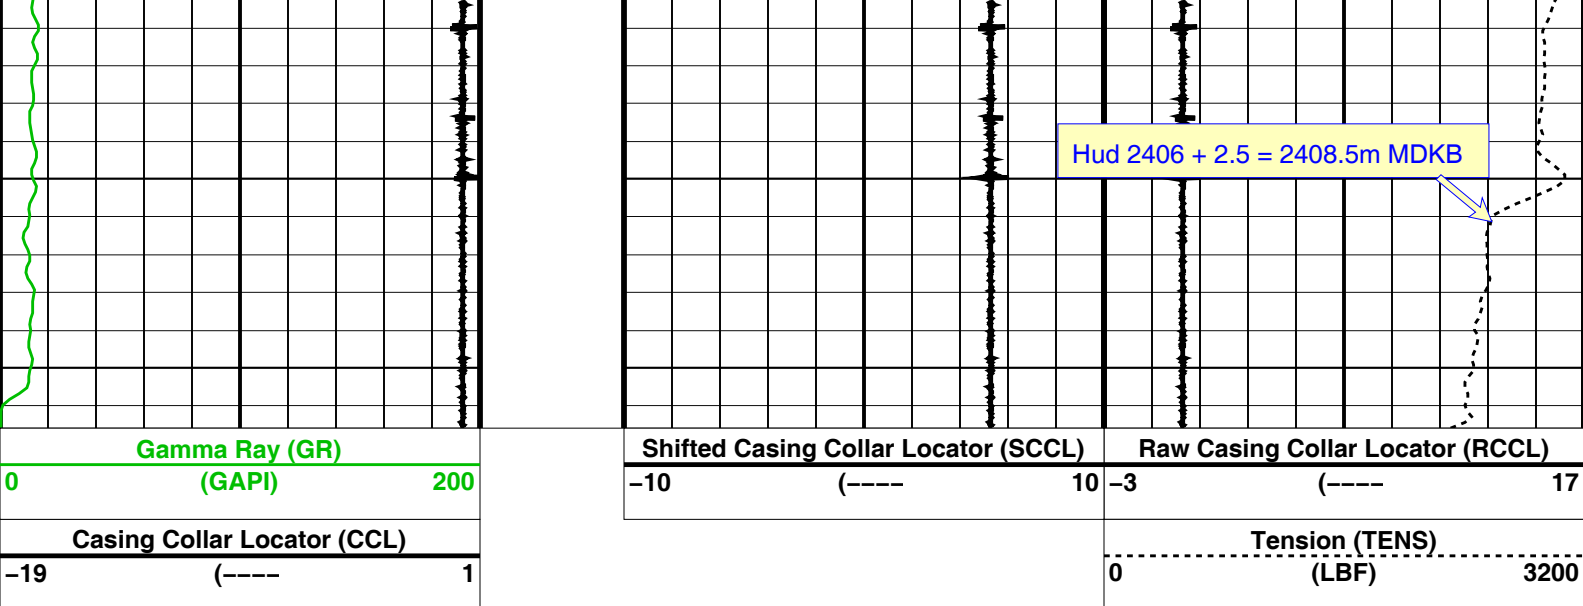 Hud 2406 + 2.5 = 2408.5m MDKB
Gamma Ray (GR)
0 (GAPI) 200
Casing Collar Locator (CCL)
−19 (−−−− 1
Shifted Casing Collar Locator (SCCL)
−10 (−−−− 10
Raw Casing Collar Locator (RCCL)
−3 (−−−− 17
Tension (TENS)
0 (LBF) 3200